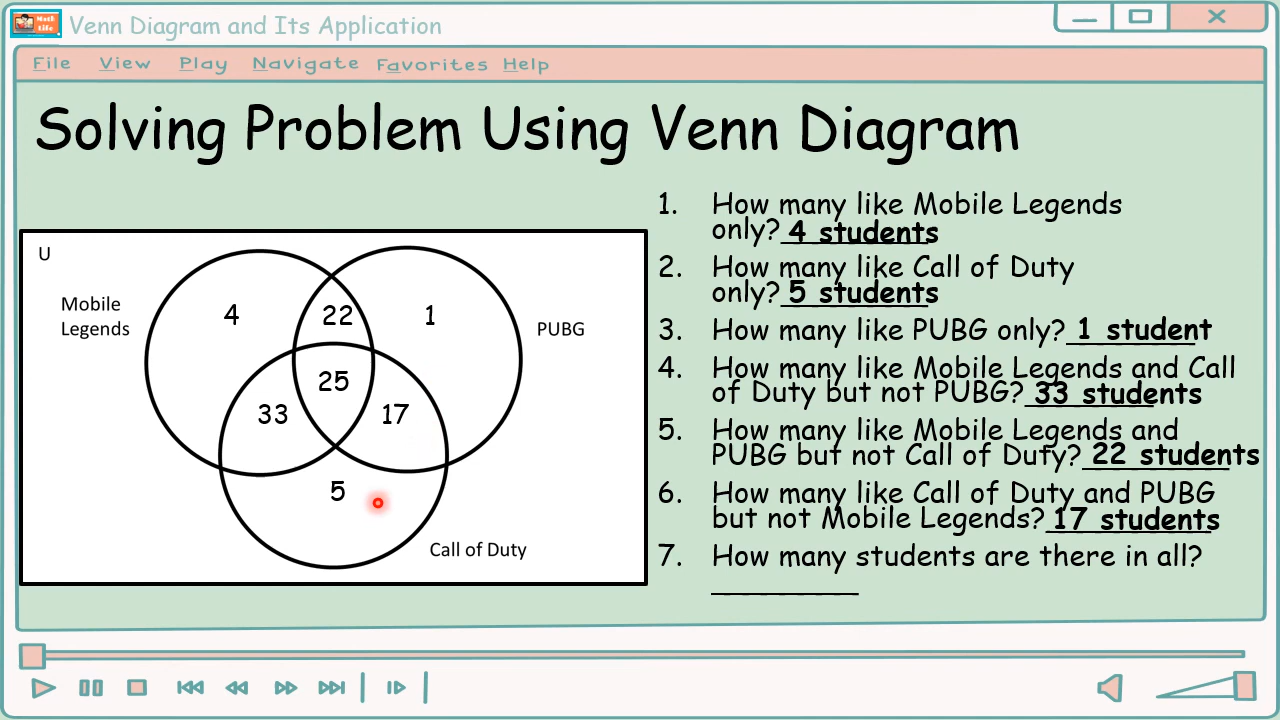 Math Life
Venn Diagram and Its Application
File View Play Navigate Favorites Help
Solving Problem Using Venn Diagram
U
Mobile
Legends
PUBG
Call of Duty
4
22
1
25
33
17
5
1. How many like Mobile Legends
only? 4 students
2. How many like Call of Duty
only? 5 students
3. How many like PUBG only? 1 student
4. How many like Mobile Legends and Call
of Duty but not PUBG? 33 students
5. How many like Mobile Legends and
PUBG but not Call of Duty? 22 students
6. How many like Call of Duty and PUBG
but not Mobile Legends? 17 students
7. How many students are there in all?
_________